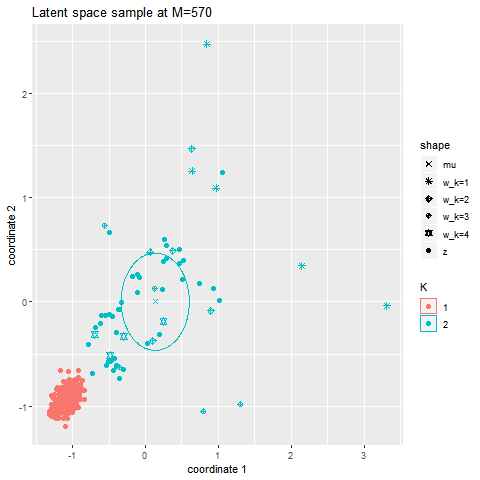 Latent space sample at M=570
coordinate 2
2
1
0
-1
-1
0
1
2
3
coordinate 1
shape
mu
w_k=1
w_k=2
w_k=3
w_k=4
z
K
1
2